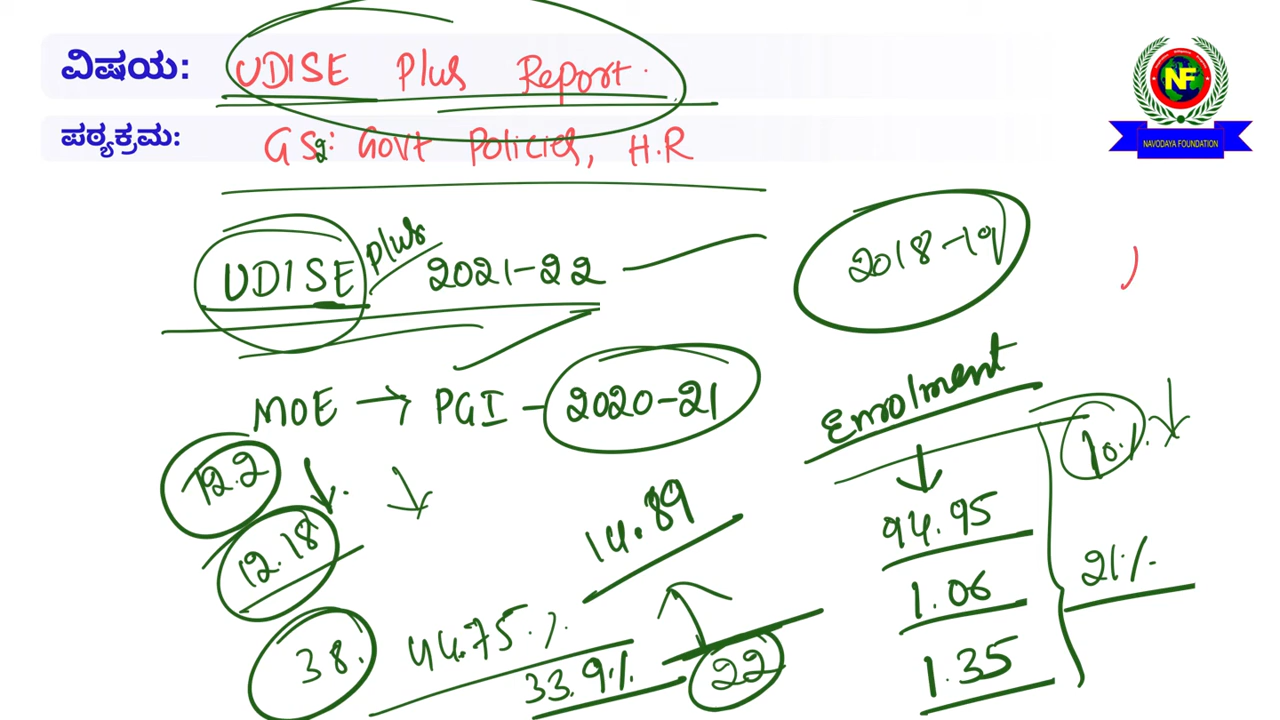 ವಿಷಯ: UDISE Plus Report.
NF
NAVODAYA FOUNDATION
ಪಠ್ಯಕ್ರಮ: GS2: Govt Policies, H.R
UDISE plus 2021-22
2018-19
MOE → PGI - 2020-21
Enrolment
10.%. ↓
12.2
12.18
38.
14.89
44.75%
33.9%
22
94.95
1.06
1.35
21%